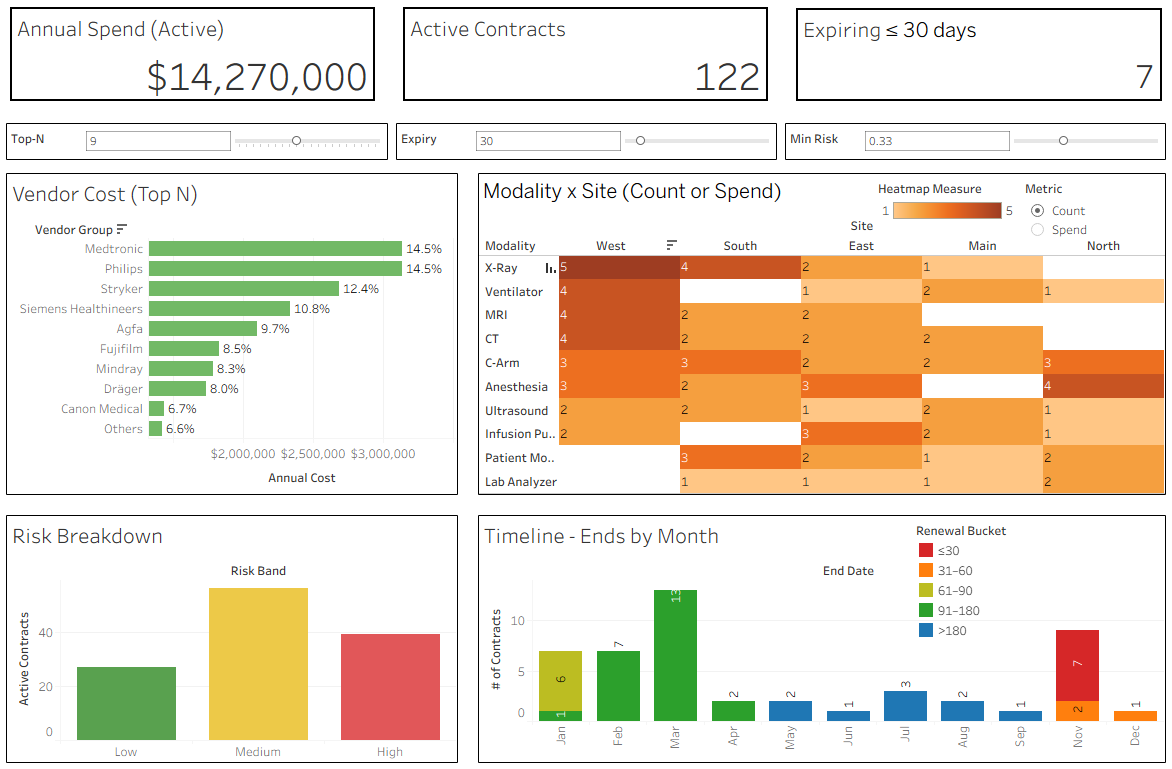 Annual Spend (Active)
$14,270,000
Active Contracts
122
Expiring ≤ 30 days
7
Top-N
9
Expiry
30
Min Risk
0.33
Vendor Cost (Top N)
Vendor Group
Medtronic 14.5%
Philips 14.5%
Stryker 12.4%
Siemens Healthineers 10.8%
Agfa 9.7%
Fujifilm 8.5%
Mindray 8.3%
Dräger 8.0%
Canon Medical 6.7%
Others 6.6%
$2,000,000 $2,500,000 $3,000,000
Annual Cost
Modality x Site (Count or Spend)
Heatmap Measure
1 5
Metric
Count
Spend
Site
Modality West South East Main North
X-Ray 5 4 2 1
Ventilator 4 1 2 1
MRI 4 2 2
CT 4 2 2 2
C-Arm 3 3 2 2 3
Anesthesia 3 2 3 4
Ultrasound 2 2 1 2 1
Infusion Pu.. 2 3 2 1
Patient Mo.. 3 2 1 2
Lab Analyzer 1 1 1 2
Risk Breakdown
Risk Band
Active Contracts
40
20
0
Low Medium High
Timeline - Ends by Month
Renewal Bucket
≤30
31–60
61–90
91–180
>180
End Date
# of Contracts
10
5
0
6 1 7 13 2 2 1 3 2 1 7 2 1
Jan Feb Mar Apr May Jun Jul Aug Sep Nov Dec